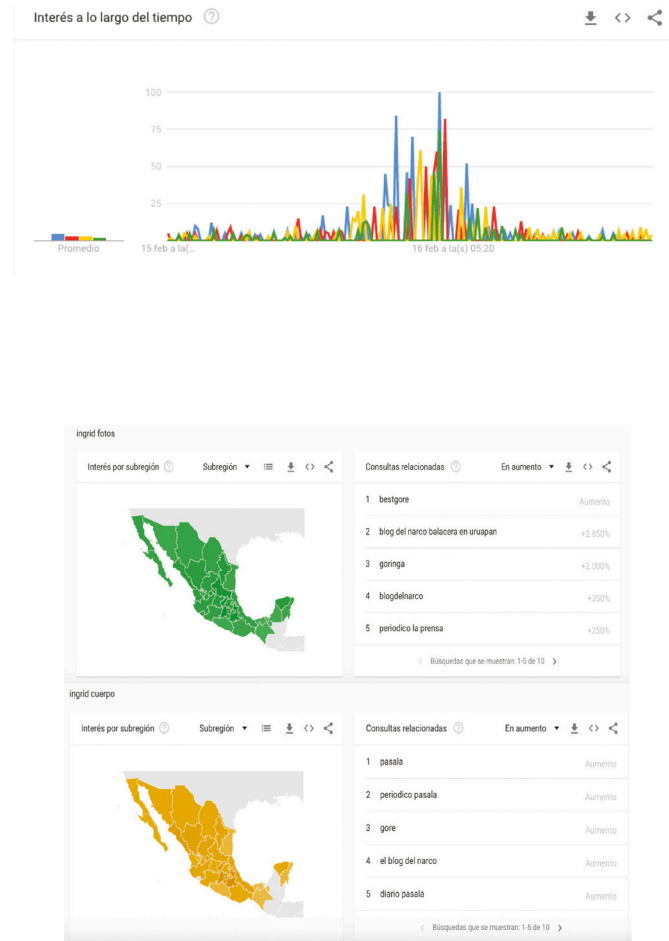 Interés a lo largo del tiempo
100
75
50
25
Promedio
15 feb a la(...
16 feb a la(s) 05:20
ingrid fotos
Interés por subregión
Subregión
Consultas relacionadas
En aumento
1 bestgore
Aumento
2 blog del narco balacera en uruapan
+2.850%
3 goringa
+2.000%
4 blogdelnarco
+350%
5 periodico la prensa
+250%
Búsquedas que se muestran: 1-5 de 10
ingrid cuerpo
Interés por subregión
Subregión
Consultas relacionadas
En aumento
1 pasala
Aumento
2 periodico pasala
Aumento
3 gore
Aumento
4 el blog del narco
Aumento
5 diario pasala
Aumento
Búsquedas que se muestran: 1-5 de 10